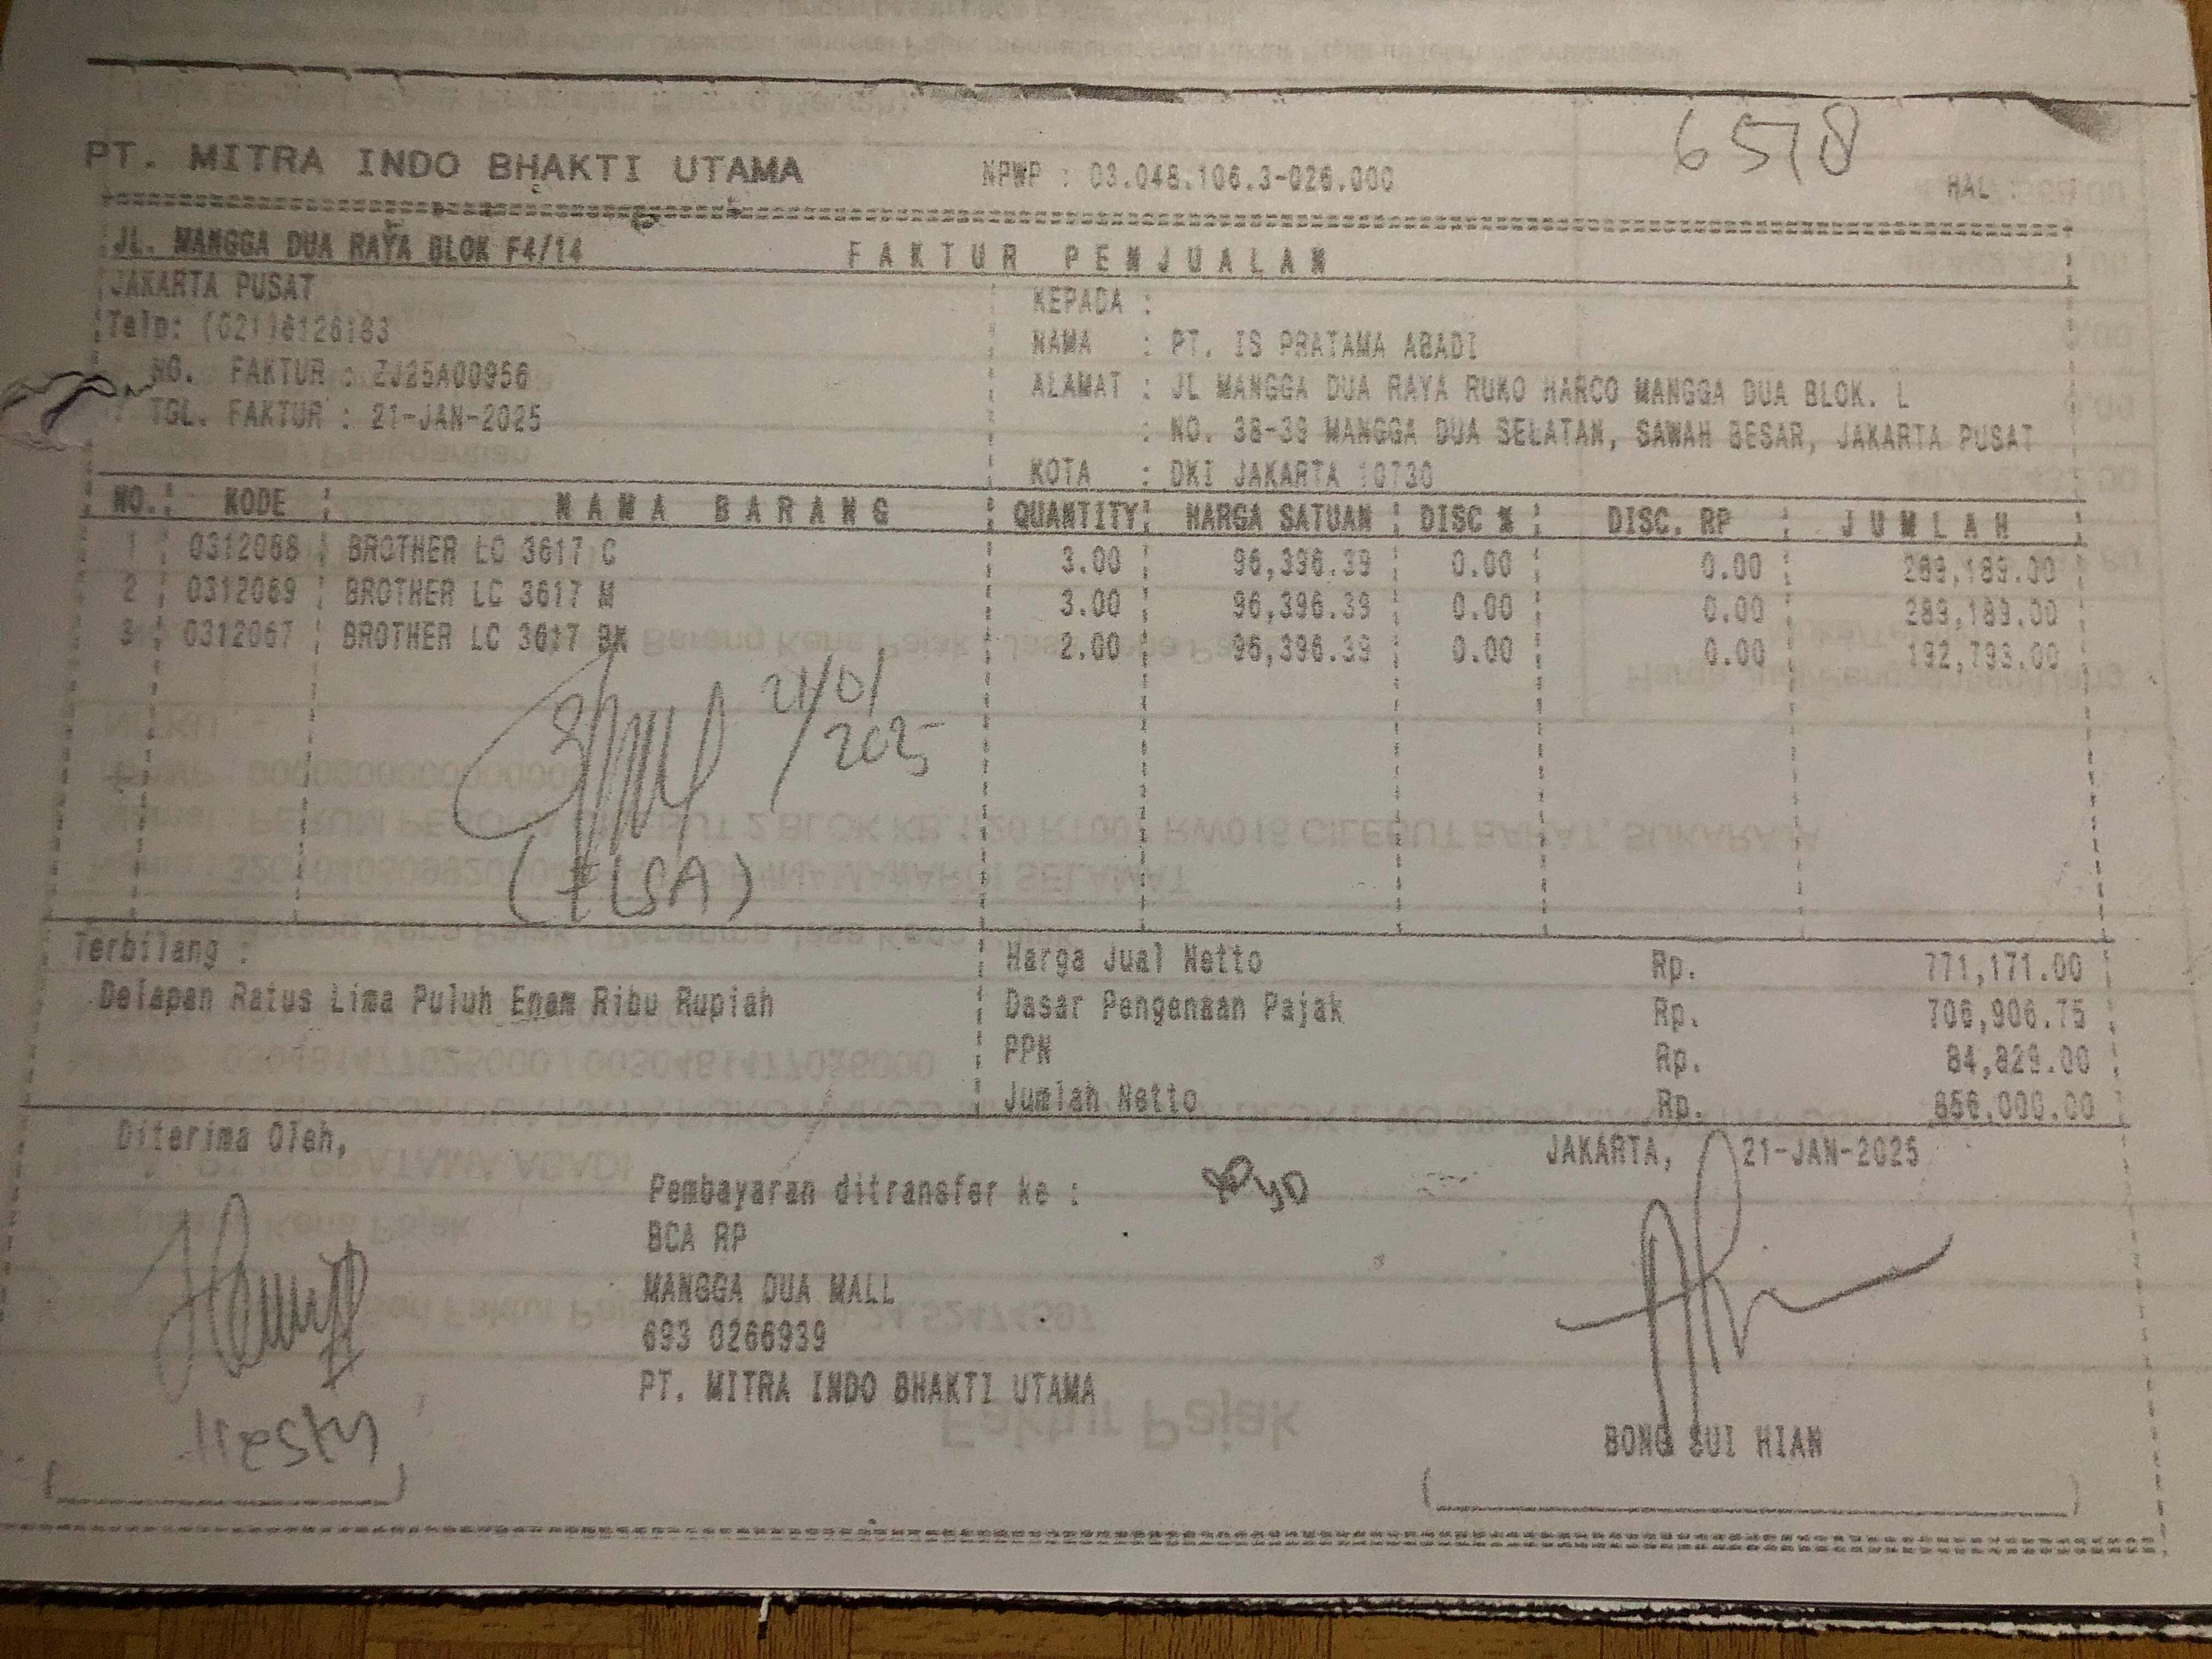 PT. MITRA INDO BHAKTI UTAMA NPWP : 03.048.106.3-026.000 6518
HAL :
JL. MANGGA DUA RAYA BLOK F4/14 FAKTUR PENJUALAN
JAKARTA PUSAT KEPADA :
Telp: (021)6126183 NAMA : PT. IS PRATAMA ABADI
NO. FAKTUR : ZJ25A00956 ALAMAT : JL MANGGA DUA RAYA RUKO HARCO MANGGA DUA BLOK. L
TGL. FAKTUR : 21-JAN-2025 : NO. 38-39 MANGGA DUA SELATAN, SAWAH BESAR, JAKARTA PUSAT
KOTA : DKI JAKARTA 10730
NO. KODE NAMA BARANG QUANTITY HARGA SATUAN DISC % DISC. RP JUMLAH
1 0312068 BROTHER LC 3617 C 3.00 96,396.39 0.00 0.00 289,189.00
2 0312069 BROTHER LC 3617 M 3.00 96,396.39 0.00 0.00 289,189.00
3 0312067 BROTHER LC 3617 BK 2.00 96,396.39 0.00 0.00 192,793.00
21/01/2025
(ELSA)
Terbilang : Harga Jual Netto Rp. 771,171.00
Delapan Ratus Lima Puluh Enam Ribu Rupiah Dasar Pengenaan Pajak Rp. 706,906.75
PPN Rp. 84,829.00
Jumlah Netto Rp. 856,000.00
Diterima Oleh, JAKARTA, 21-JAN-2025
Pembayaran ditransfer ke :
BCA RP
MANGGA DUA MALL
693 0266939
PT. MITRA INDO BHAKTI UTAMA
Hesty
BONG SUI HIAN